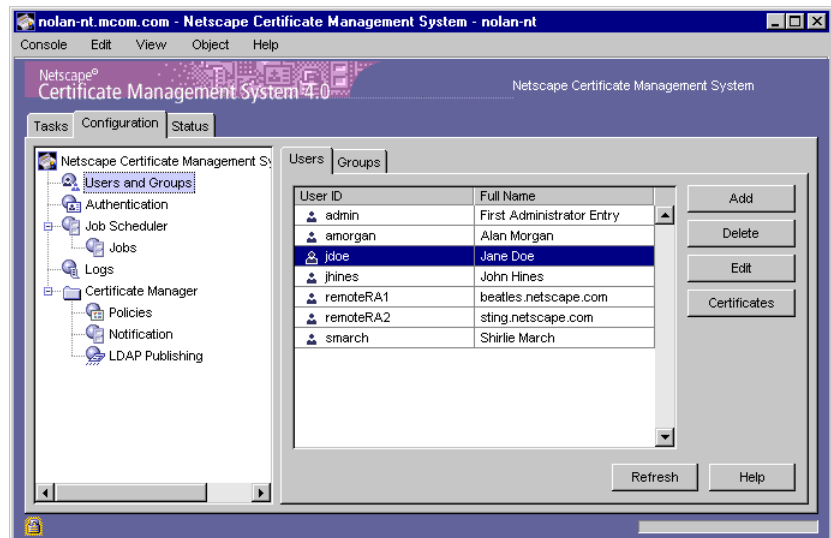 nolan-nt.mcom.com - Netscape Certificate Management System - nolan-nt
Console Edit View Object Help
Netscape®
Certificate Management System 4.0
Netscape Certificate Management System
Tasks Configuration Status
Netscape Certificate Management Sy
Users and Groups
Authentication
Job Scheduler
Jobs
Logs
Certificate Manager
Policies
Notification
LDAP Publishing
Users Groups
User ID Full Name
admin First Administrator Entry
amorgan Alan Morgan
jdoe Jane Doe
jhines John Hines
remoteRA1 beatles.netscape.com
remoteRA2 sting.netscape.com
smarch Shirlie March
Add
Delete
Edit
Certificates
Refresh Help